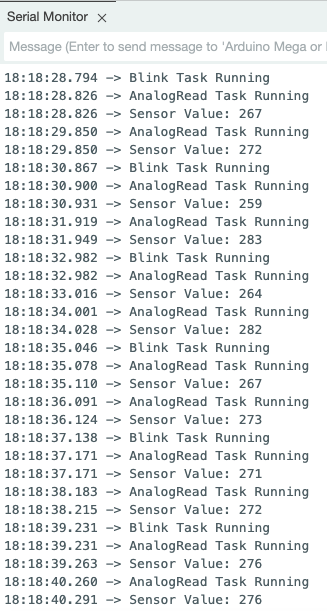 Serial Monitor ×
Message (Enter to send message to 'Arduino Mega or
18:18:28.794 -> Blink Task Running
18:18:28.826 -> AnalogRead Task Running
18:18:28.826 -> Sensor Value: 267
18:18:29.850 -> AnalogRead Task Running
18:18:29.850 -> Sensor Value: 272
18:18:30.867 -> Blink Task Running
18:18:30.900 -> AnalogRead Task Running
18:18:30.931 -> Sensor Value: 259
18:18:31.919 -> AnalogRead Task Running
18:18:31.949 -> Sensor Value: 283
18:18:32.982 -> Blink Task Running
18:18:32.982 -> AnalogRead Task Running
18:18:33.016 -> Sensor Value: 264
18:18:34.001 -> AnalogRead Task Running
18:18:34.028 -> Sensor Value: 282
18:18:35.046 -> Blink Task Running
18:18:35.078 -> AnalogRead Task Running
18:18:35.110 -> Sensor Value: 267
18:18:36.091 -> AnalogRead Task Running
18:18:36.124 -> Sensor Value: 273
18:18:37.138 -> Blink Task Running
18:18:37.171 -> AnalogRead Task Running
18:18:37.171 -> Sensor Value: 271
18:18:38.183 -> AnalogRead Task Running
18:18:38.215 -> Sensor Value: 272
18:18:39.231 -> Blink Task Running
18:18:39.231 -> AnalogRead Task Running
18:18:39.263 -> Sensor Value: 276
18:18:40.260 -> AnalogRead Task Running
18:18:40.291 -> Sensor Value: 276